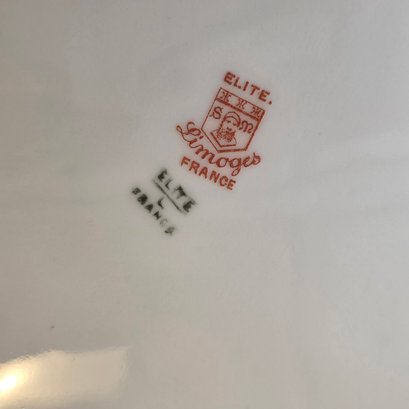 ELITE.
S M
Limoges
FRANCE
ELITE
L
FRANCE